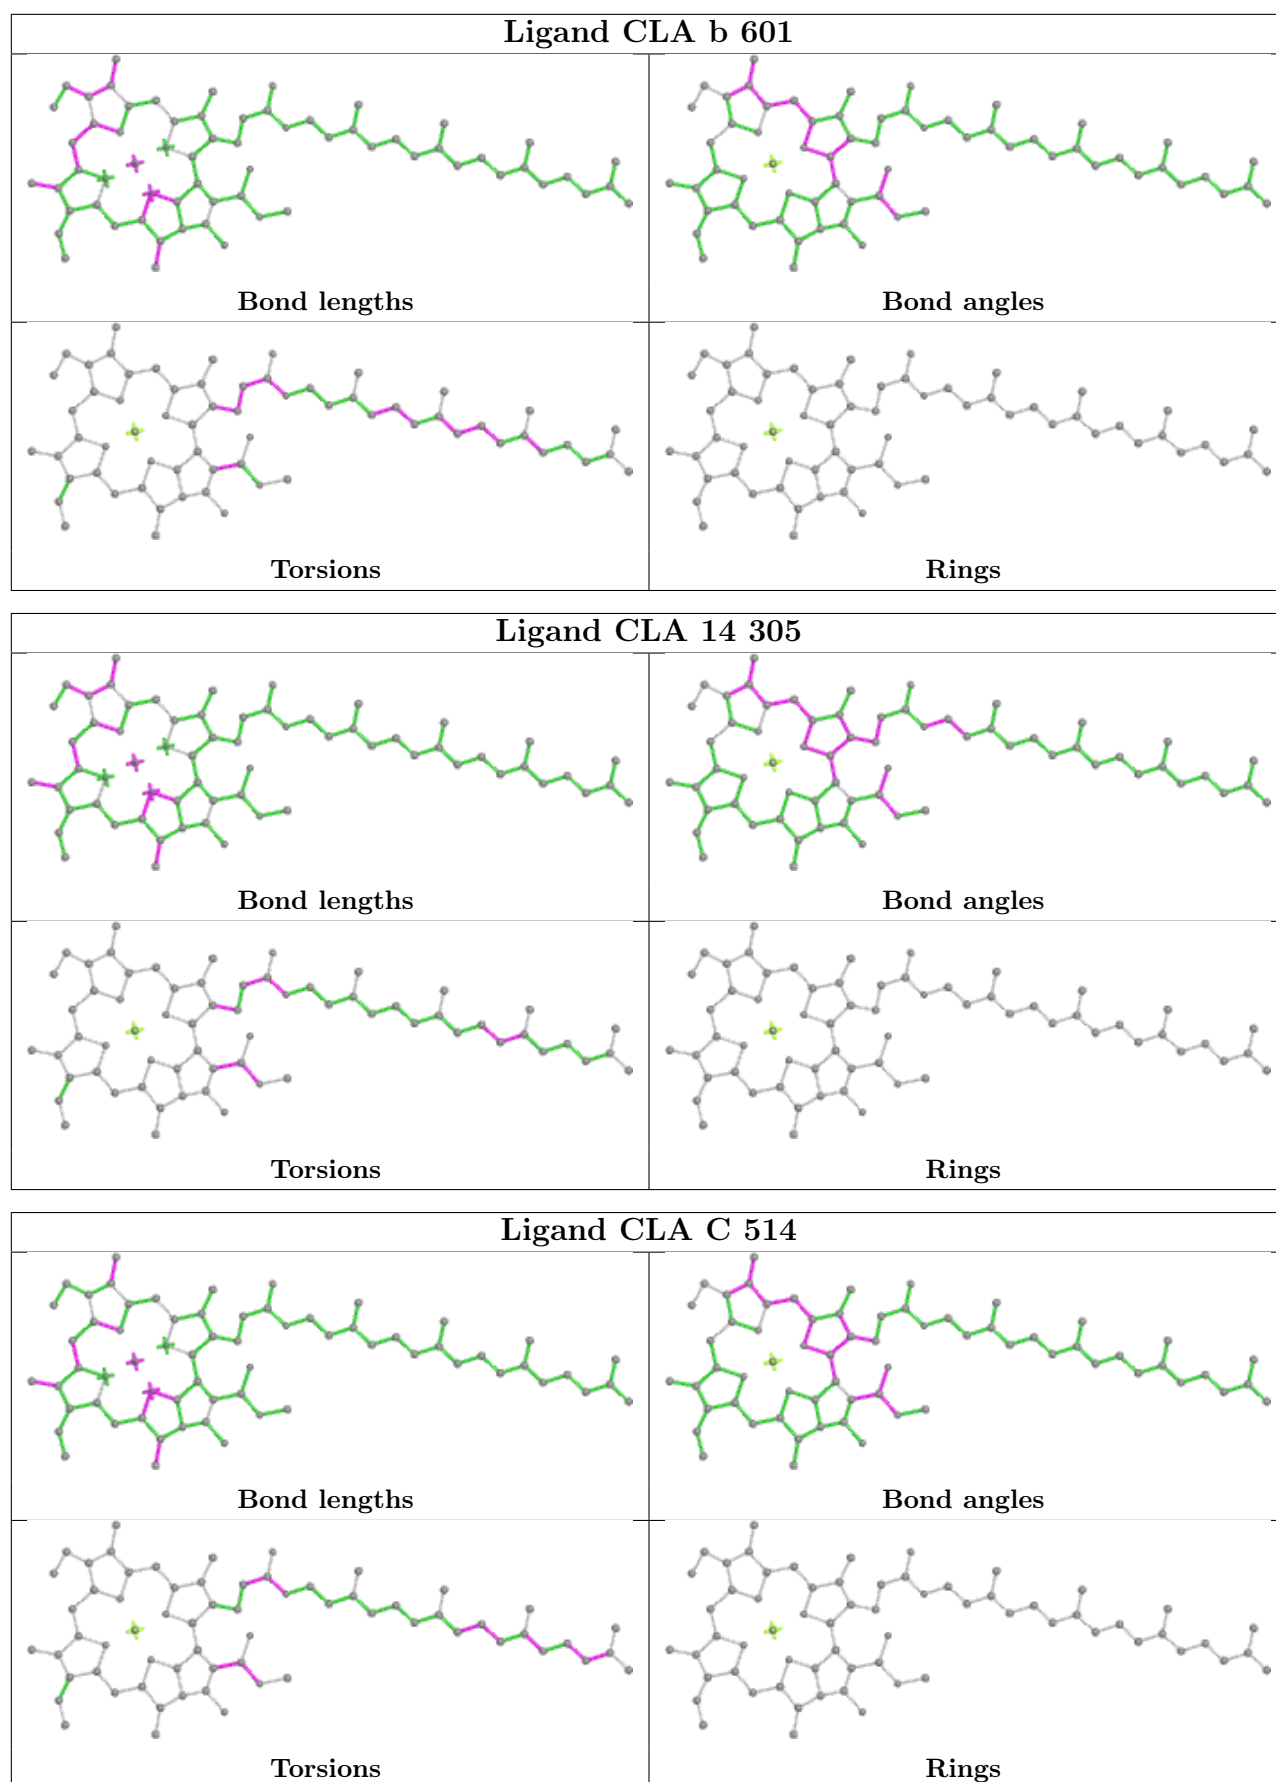 Ligand CLA b 601
Bond lengths
Bond angles
Torsions
Rings
Ligand CLA 14 305
Bond lengths
Bond angles
Torsions
Rings
Ligand CLA C 514
Bond lengths
Bond angles
Torsions
Rings